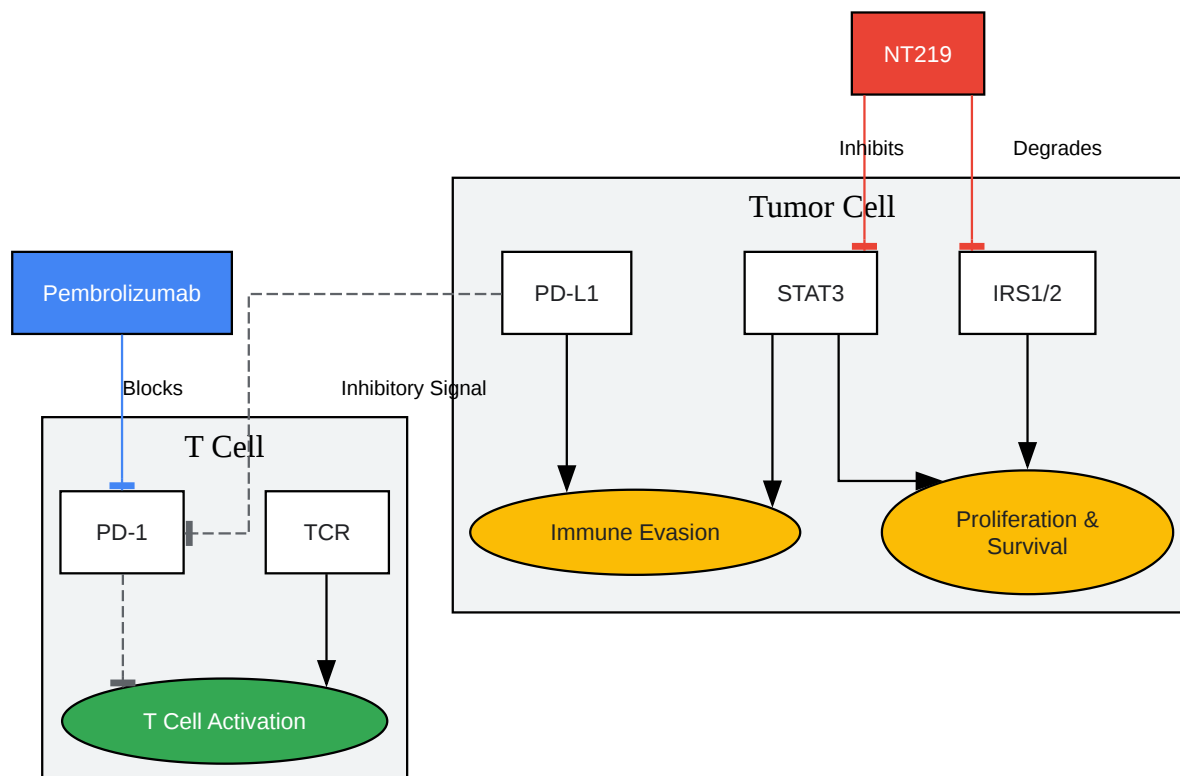 NT219
Inhibits
Degrades
Tumor Cell
Pembrolizumab
PD-L1
STAT3
IRS1/2
Blocks
Inhibitory Signal
T Cell
PD-1
TCR
Immune Evasion
Proliferation &
Survival
T Cell Activation